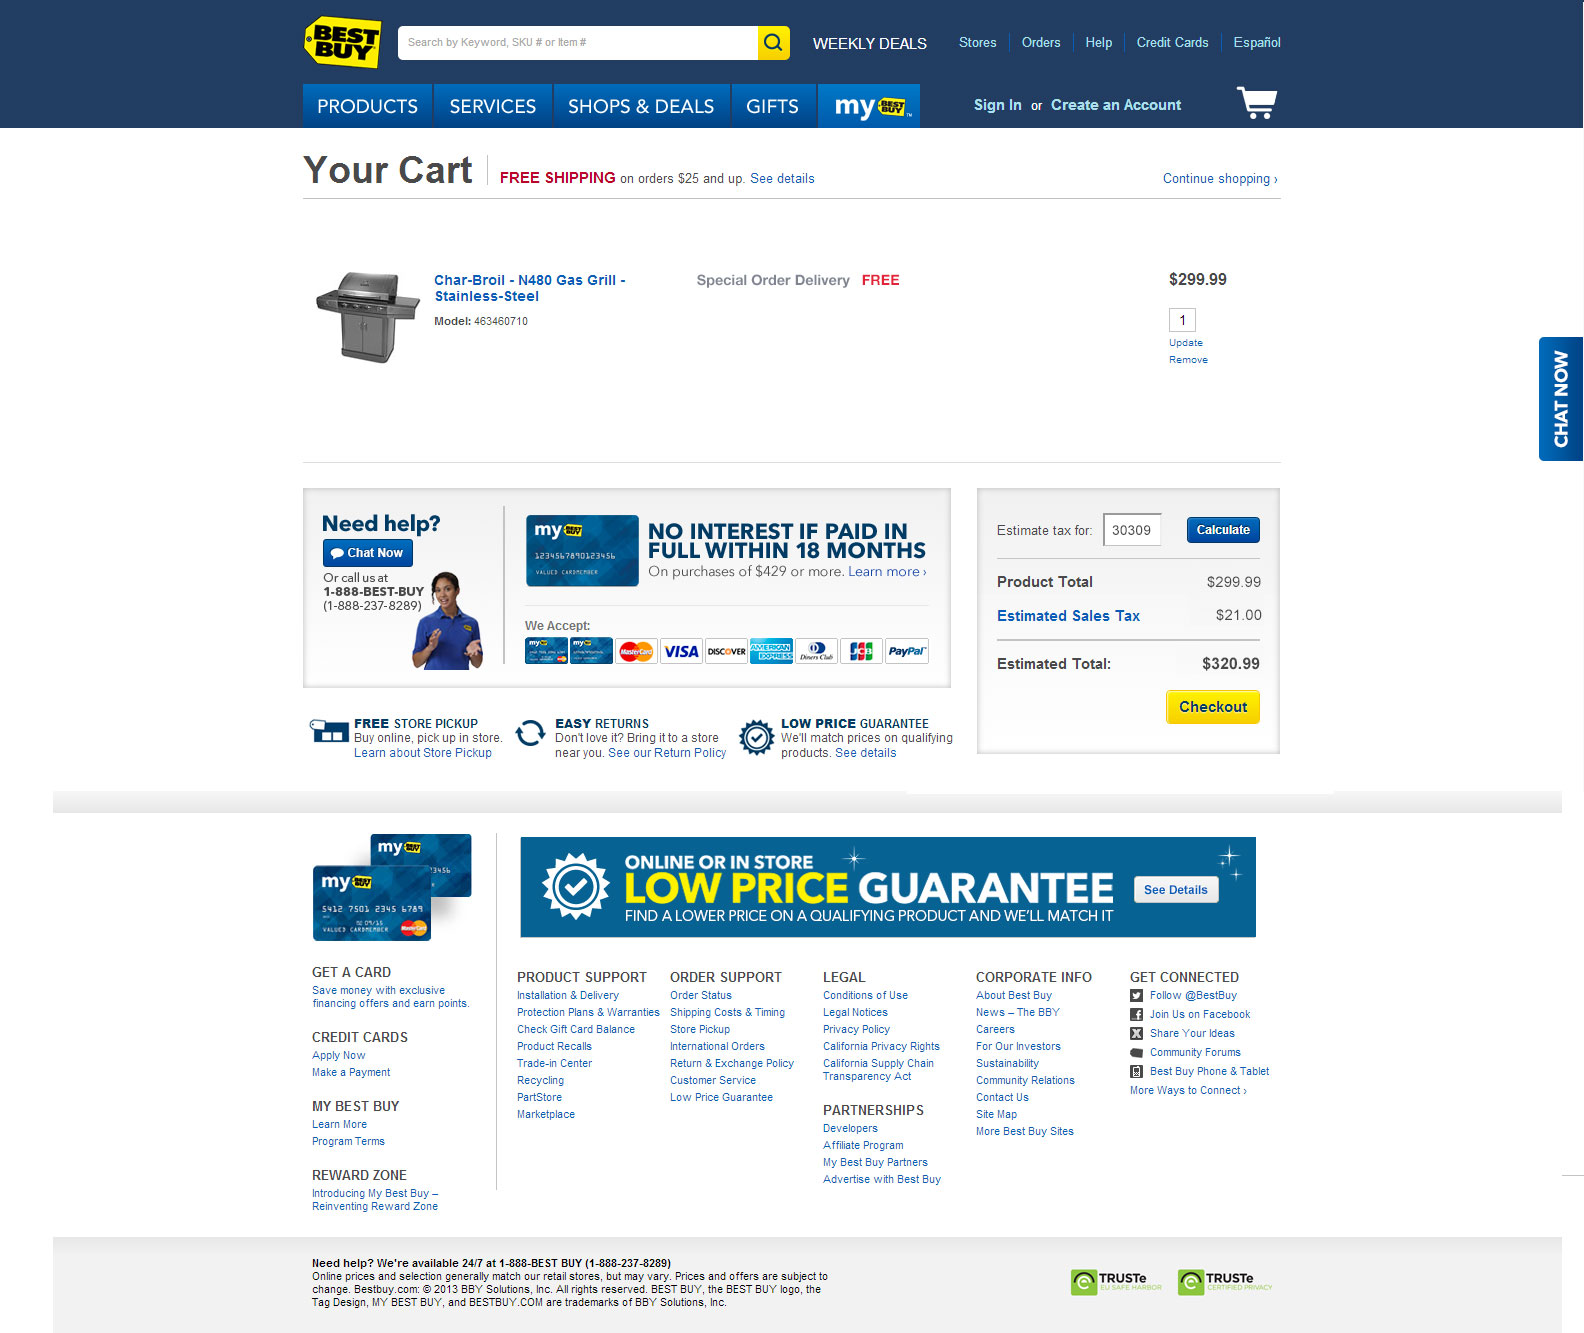 BEST BUY
Search by Keyword, SKU # or Item #
WEEKLY DEALS
Stores
Orders
Help
Credit Cards
Español
PRODUCTS
SERVICES
SHOPS & DEALS
GIFTS
my BEST BUY ™
Sign In or Create an Account
Your Cart
FREE SHIPPING on orders $25 and up. See details
Continue shopping ›
Char-Broil - N480 Gas Grill -
Stainless-Steel
Model: 463460710
Special Order Delivery FREE
$299.99
1
Update
Remove
CHAT NOW
Need help?
Chat Now
Or call us at
1-888-BEST-BUY
(1-888-237-8289)
my BEST BUY
1234567890123456
VALUED CARDMEMBER
NO INTEREST IF PAID IN
FULL WITHIN 18 MONTHS
On purchases of $429 or more. Learn more ›
We Accept:
my
my
MasterCard
VISA
DISCOVER
AMERICAN EXPRESS
Diners Club
JCB
PayPal
Estimate tax for: 30309 Calculate
Product Total $299.99
Estimated Sales Tax $21.00
Estimated Total: $320.99
Checkout
FREE STORE PICKUP
Buy online, pick up in store.
Learn about Store Pickup
EASY RETURNS
Don't love it? Bring it to a store
near you. See our Return Policy
LOW PRICE GUARANTEE
We'll match prices on qualifying
products. See details
my BEST BUY
3456
my BEST BUY
5412 7501 2345 6789
02/09/15
VALUED CARDMEMBER
MasterCard
GET A CARD
Save money with exclusive
financing offers and earn points.
CREDIT CARDS
Apply Now
Make a Payment
MY BEST BUY
Learn More
Program Terms
REWARD ZONE
Introducing My Best Buy –
Reinventing Reward Zone
ONLINE OR IN STORE
LOW PRICE GUARANTEE
FIND A LOWER PRICE ON A QUALIFYING PRODUCT AND WE'LL MATCH IT
See Details
PRODUCT SUPPORT
Installation & Delivery
Protection Plans & Warranties
Check Gift Card Balance
Product Recalls
Trade-in Center
Recycling
PartStore
Marketplace
ORDER SUPPORT
Order Status
Shipping Costs & Timing
Store Pickup
International Orders
Return & Exchange Policy
Customer Service
Low Price Guarantee
LEGAL
Conditions of Use
Legal Notices
Privacy Policy
California Privacy Rights
California Supply Chain
Transparency Act
PARTNERSHIPS
Developers
Affiliate Program
My Best Buy Partners
Advertise with Best Buy
CORPORATE INFO
About Best Buy
News – The BBY
Careers
For Our Investors
Sustainability
Community Relations
Contact Us
Site Map
More Best Buy Sites
GET CONNECTED
Follow @BestBuy
Join Us on Facebook
Share Your Ideas
Community Forums
Best Buy Phone & Tablet
More Ways to Connect ›
Need help? We're available 24/7 at 1-888-BEST BUY (1-888-237-8289)
Online prices and selection generally match our retail stores, but may vary. Prices and offers are subject to
change. Bestbuy.com: © 2013 BBY Solutions, Inc. All rights reserved. BEST BUY, the BEST BUY logo, the
Tag Design, MY BEST BUY, and BESTBUY.COM are trademarks of BBY Solutions, Inc.
TRUSTe
EU SAFE HARBOR
TRUSTe
CERTIFIED PRIVACY